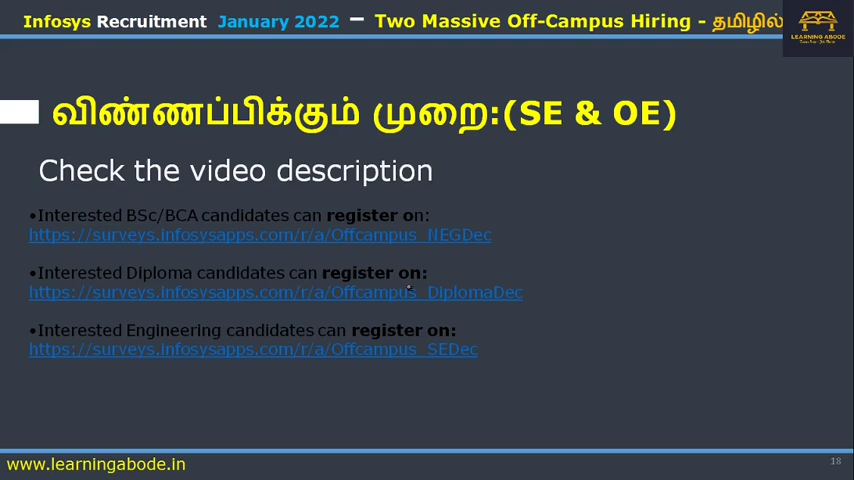 Infosys Recruitment January 2022 – Two Massive Off-Campus Hiring - தமிழில்
LEARNING ABODE
விண்ணப்பிக்கும் முறை:(SE & OE)
Check the video description
•Interested BSc/BCA candidates can register on:
https://surveys.infosysapps.com/r/a/Offcampus_NEGDec
•Interested Diploma candidates can register on:
https://surveys.infosysapps.com/r/a/Offcampus_DiplomaDec
•Interested Engineering candidates can register on:
https://surveys.infosysapps.com/r/a/Offcampus_SEDec
www.learningabode.in
18